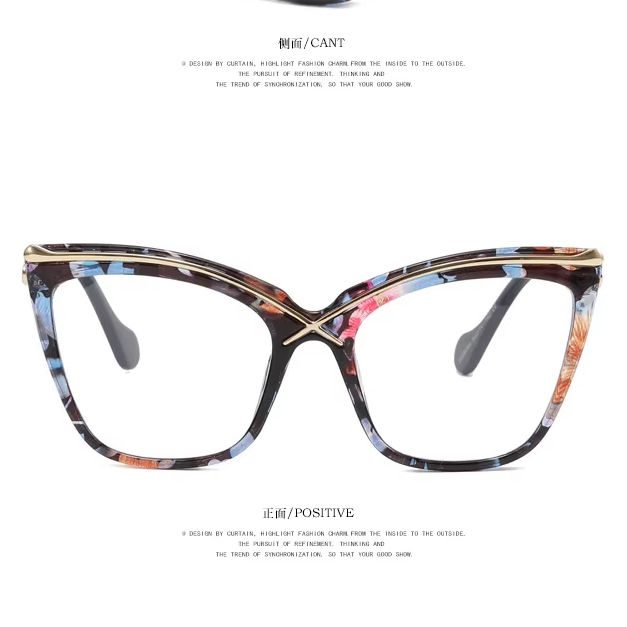 侧面/CANT
@ DESIGN BY CURTAIN, HIGHLIGHT FASHION CHARM FROM THE INSIDE TO THE OUTSIDE.
THE PURSUIT OF REFINEMENT. THINKING AND
THE TREND OF SYNCHRONIZATION, SO THAT YOUR GOOD SHOW.
正面/POSITIVE
@ DESIGN BY CURTAIN, HIGHLIGHT FASHION CHARM FROM THE INSIDE TO THE OUTSIDE.
THE PURSUIT OF REFINEMENT. THINKING AND
THE TREND OF SYNCHRONIZATION, SO THAT YOUR GOOD SHOW.